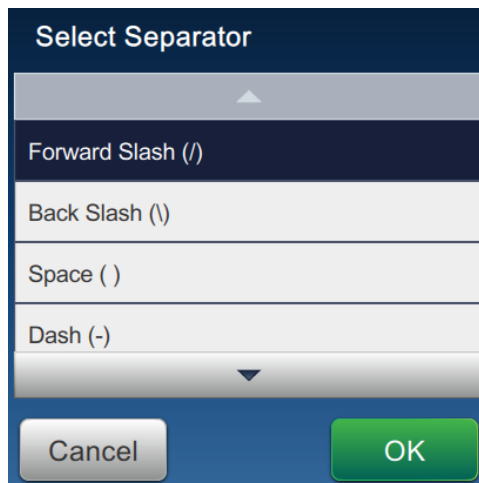 Select Separator
Forward Slash (/)
Back Slash (\)
Space ( )
Dash (-)
Cancel
OK